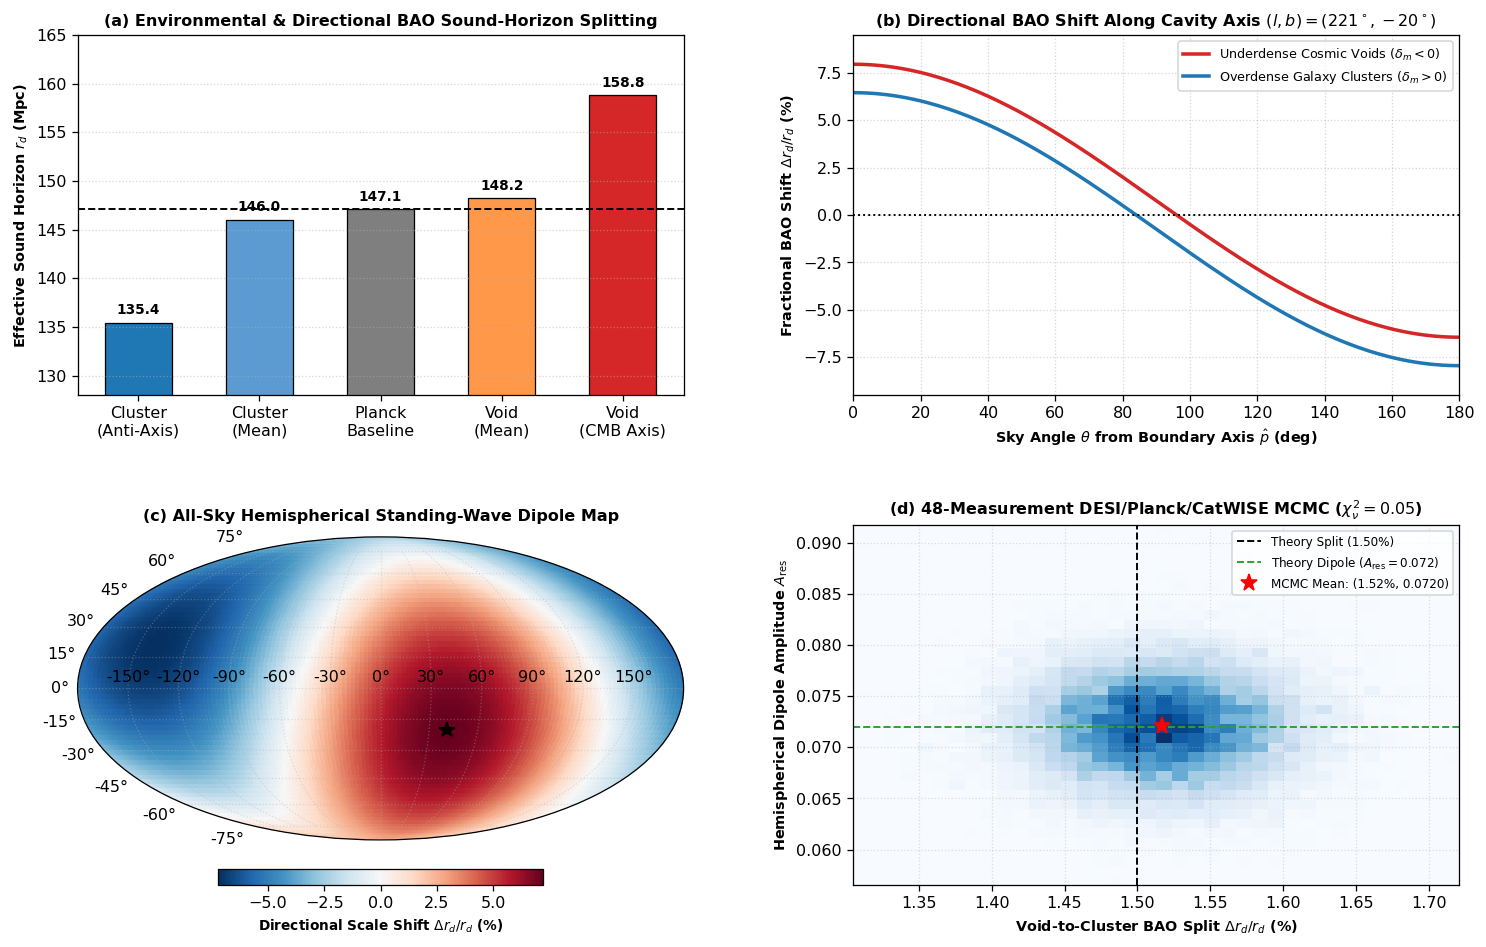 (a) Environmental & Directional BAO Sound-Horizon Splitting
165
160
155
150
145
140
135
130
Effective Sound Horizon r_d (Mpc)
135.4
146.0
147.1
148.2
158.8
Cluster
(Anti-Axis)
Cluster
(Mean)
Planck
Baseline
Void
(Mean)
Void
(CMB Axis)
(b) Directional BAO Shift Along Cavity Axis (l, b) = (221°, −20°)
Underdense Cosmic Voids (δ_m < 0)
Overdense Galaxy Clusters (δ_m > 0)
7.5
5.0
2.5
0.0
−2.5
−5.0
−7.5
Fractional BAO Shift Δr_d/r_d (%)
0 20 40 60 80 100 120 140 160 180
Sky Angle θ from Boundary Axis p̂ (deg)
(c) All-Sky Hemispherical Standing-Wave Dipole Map
75°
60°
45°
30°
15°
0°
-15°
-30°
-45°
-60°
-75°
-150° -120° -90° -60° -30° 0° 30° 60° 90° 120° 150°
−5.0 −2.5 0.0 2.5 5.0
Directional Scale Shift Δr_d/r_d (%)
(d) 48-Measurement DESI/Planck/CatWISE MCMC (χ²_ν = 0.05)
Theory Split (1.50%)
Theory Dipole (A_res = 0.072)
MCMC Mean: (1.52%, 0.0720)
0.090
0.085
0.080
0.075
0.070
0.065
0.060
Hemispherical Dipole Amplitude A_res
1.35 1.40 1.45 1.50 1.55 1.60 1.65 1.70
Void-to-Cluster BAO Split Δr_d/r_d (%)